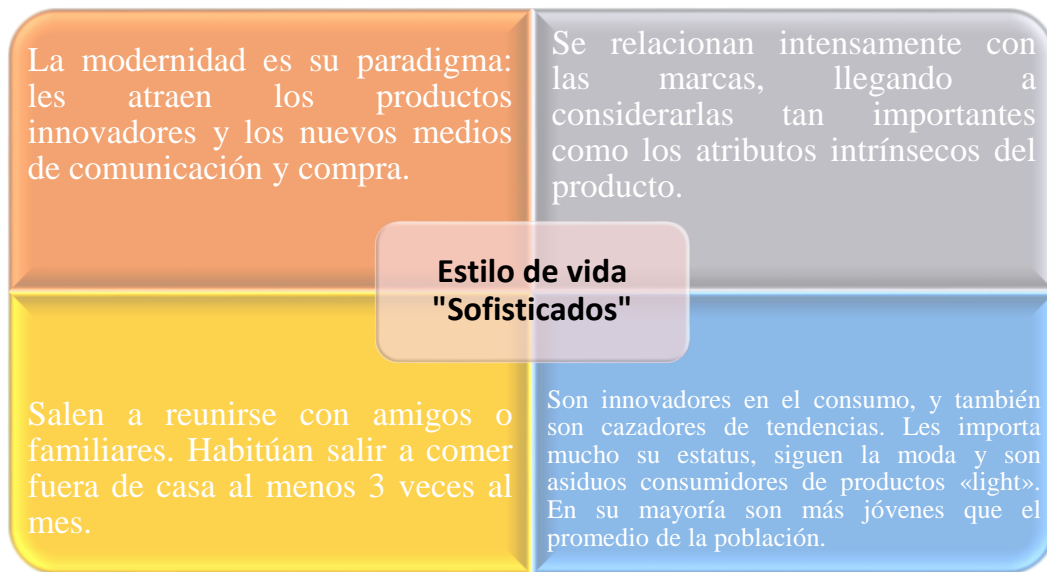 La modernidad es su paradigma:
les atraen los productos
innovadores y los nuevos medios
de comunicación y compra.
Se relacionan intensamente con
las marcas, llegando a
considerarlas tan importantes
como los atributos intrínsecos del
producto.
Estilo de vida
"Sofisticados"
Salen a reunirse con amigos o
familiares. Habitúan salir a comer
fuera de casa al menos 3 veces al
mes.
Son innovadores en el consumo, y también
son cazadores de tendencias. Les importa
mucho su estatus, siguen la moda y son
asiduos consumidores de productos «light».
En su mayoría son más jóvenes que el
promedio de la población.